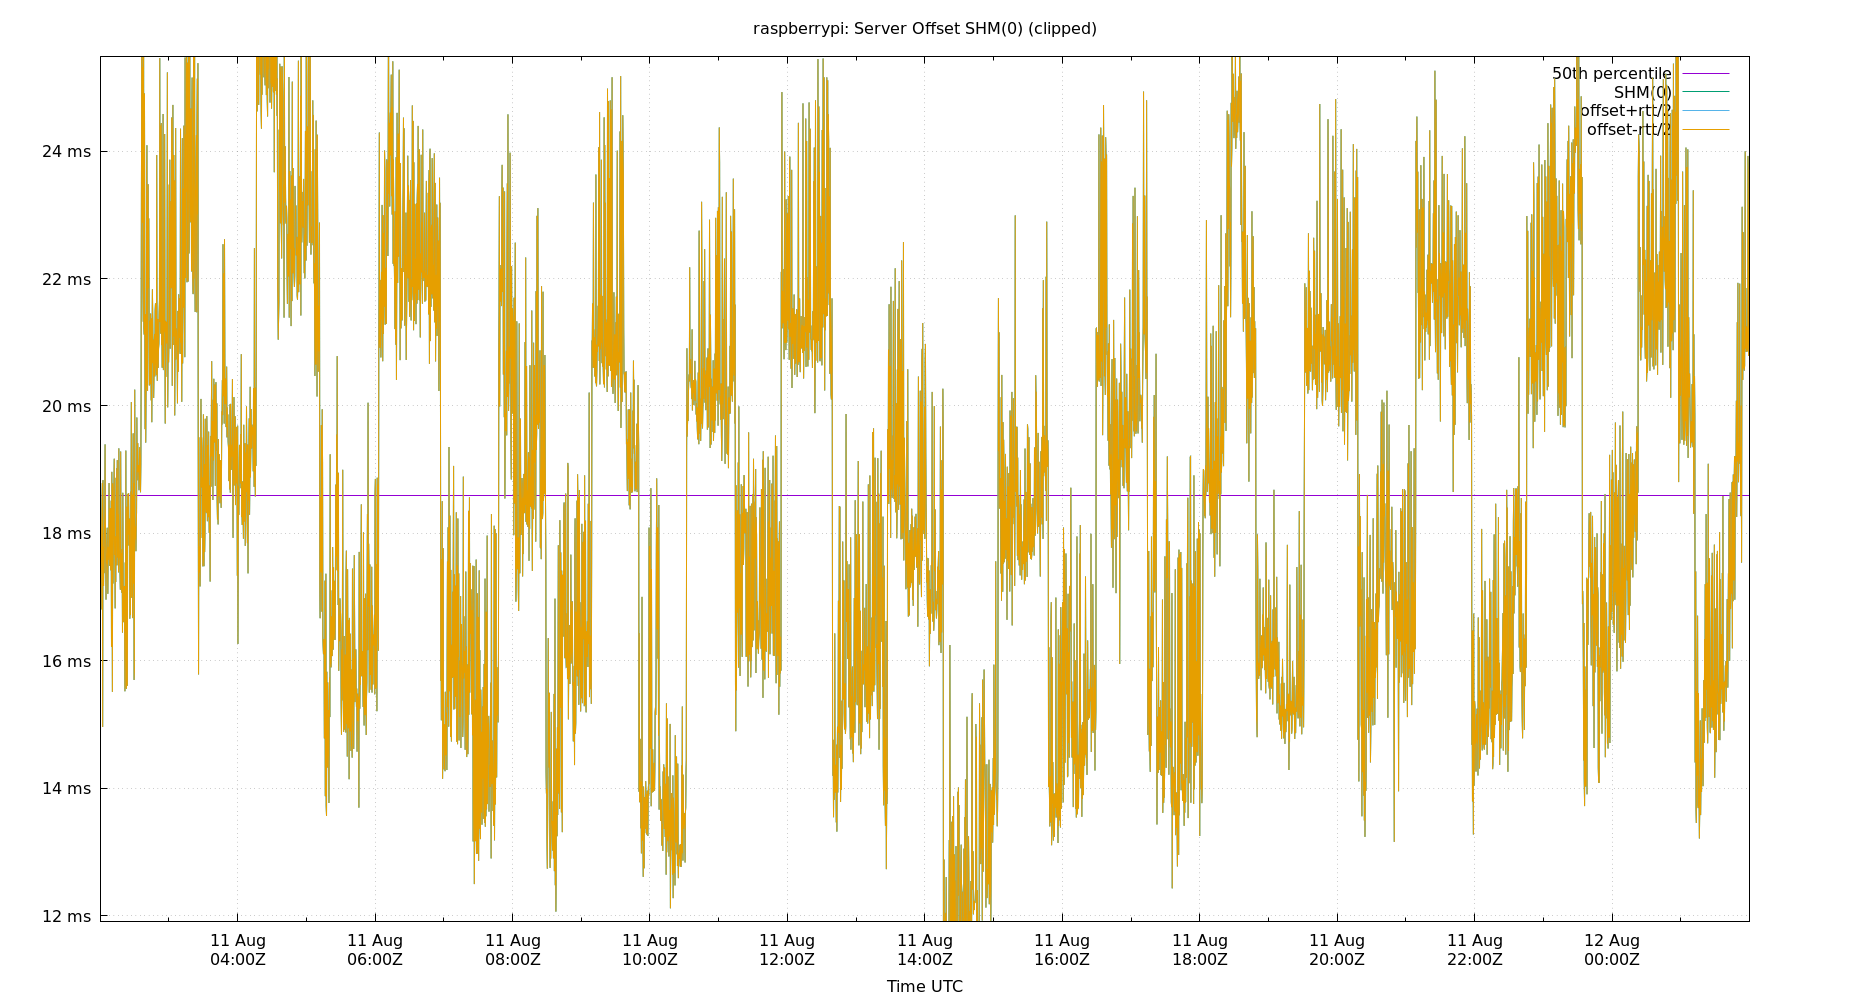 raspberrypi: Server Offset SHM(0) (clipped)
50th percentile
SHM(0)
offset+rtt/2
offset-rtt/2
24 ms
22 ms
20 ms
18 ms
16 ms
14 ms
12 ms
11 Aug 11 Aug 11 Aug 11 Aug 11 Aug 11 Aug 11 Aug 11 Aug 11 Aug 11 Aug 12 Aug
04:00Z 06:00Z 08:00Z 10:00Z 12:00Z 14:00Z 16:00Z 18:00Z 20:00Z 22:00Z 00:00Z
Time UTC